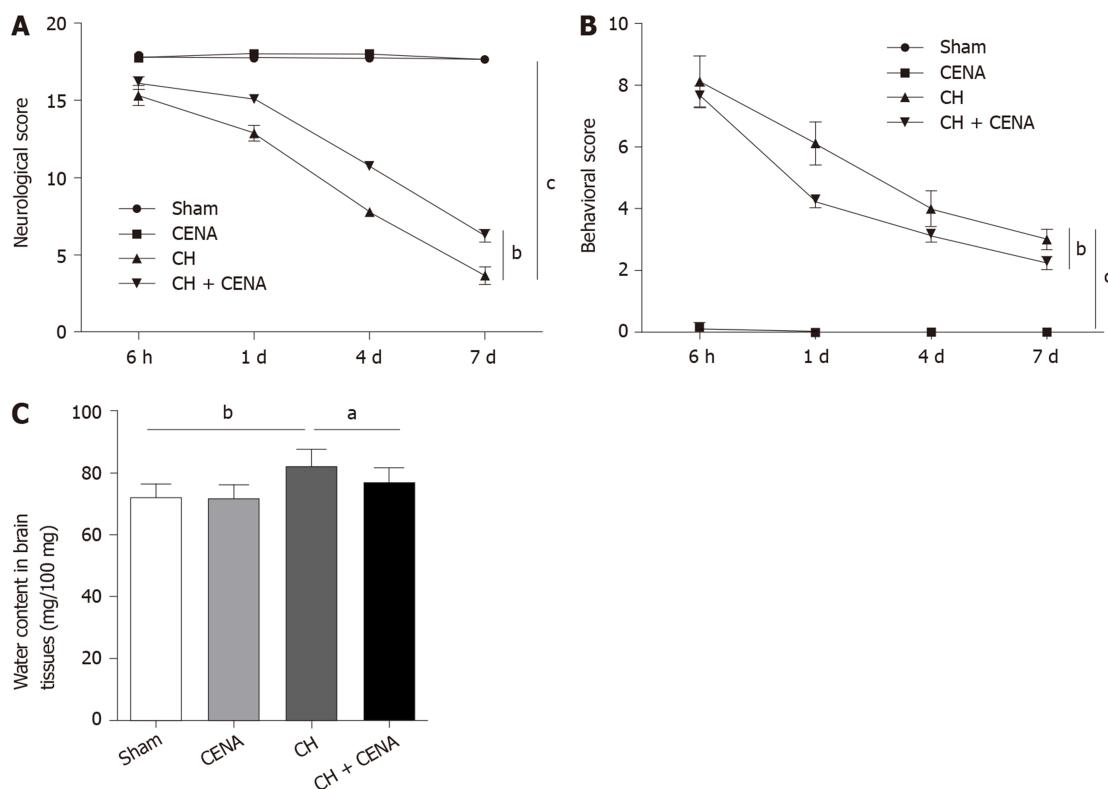 A
20
15
10
5
0
Neurological score
Sham
CENA
CH
CH + CENA
c
b
6 h 1 d 4 d 7 d
B
10
8
6
4
2
0
Behavioral score
Sham
CENA
CH
CH + CENA
b
6 h 1 d 4 d 7 d
C
100
80
60
40
20
0
Water content in brain
tissues (mg/100 mg)
b a
Sham CENA CH CH + CENA